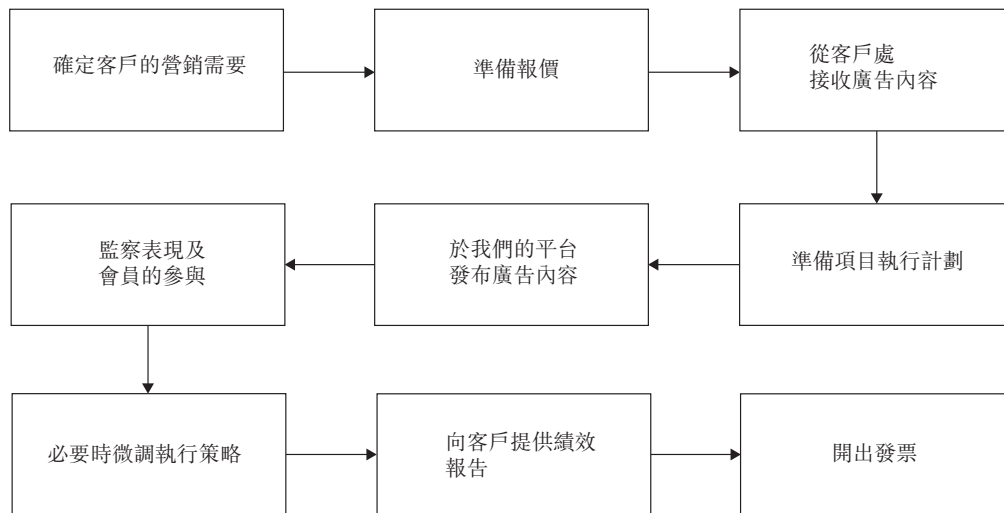 確定客戶的營銷需要
準備報價
從客戶處
接收廣告內容
準備項目執行計劃
於我們的平台
發布廣告內容
監察表現及
會員的參與
必要時微調執行策略
向客戶提供績效
報告
開出發票